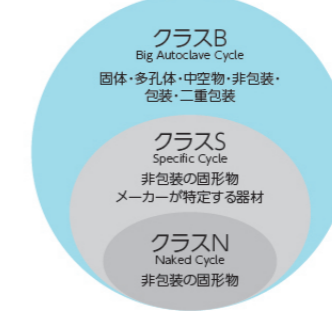 クラスB
Big Autoclave Cycle
固体・多孔体・中空物・非包装・
包装・二重包装
クラスS
Specific Cycle
非包装の固形物
メーカーが特定する器材
クラスN
Naked Cycle
非包装の固形物